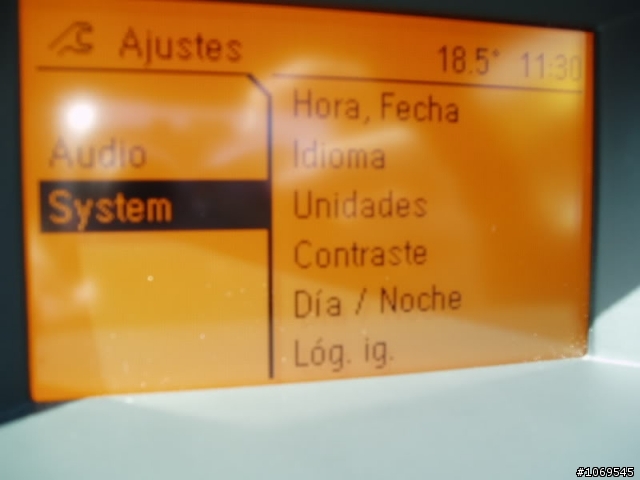 Ajustes 18.5° 11:30
Audio
System
Hora, Fecha
Idioma
Unidades
Contraste
Día / Noche
Lóg. ig.
#1069545